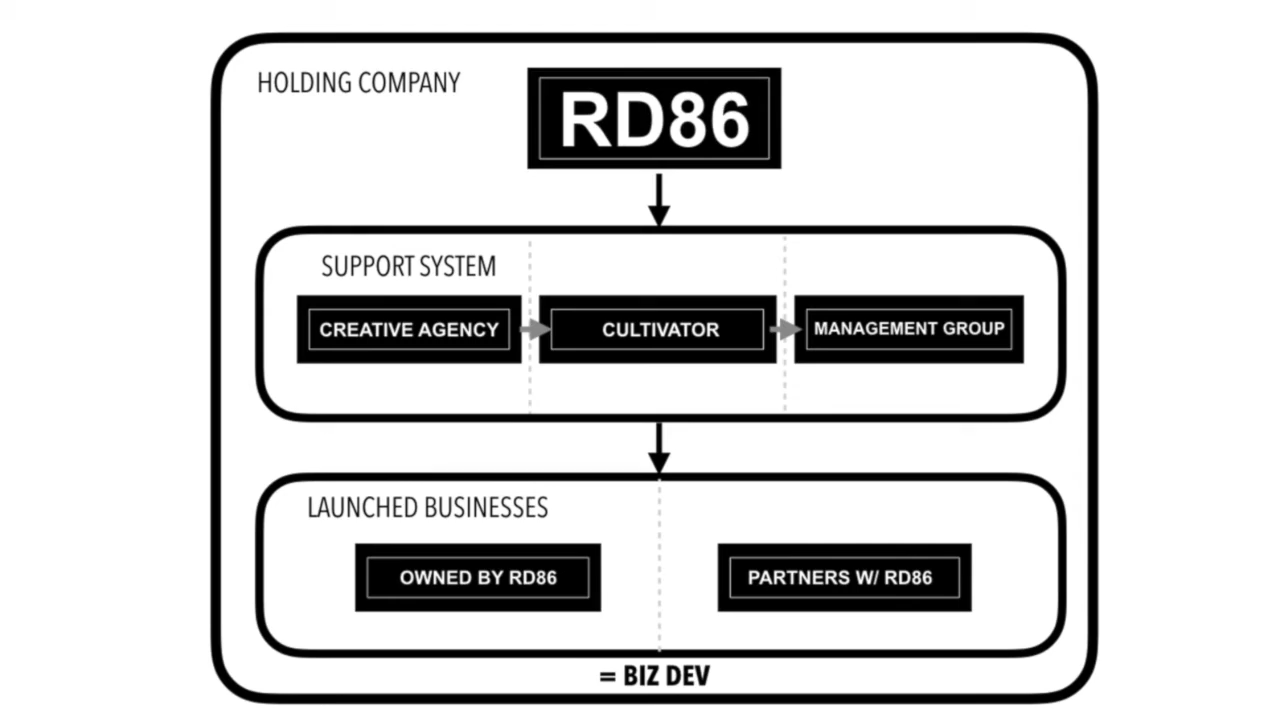 HOLDING COMPANY
RD86
SUPPORT SYSTEM
CREATIVE AGENCY
CULTIVATOR
MANAGEMENT GROUP
LAUNCHED BUSINESSES
OWNED BY RD86
PARTNERS W/ RD86
= BIZ DEV